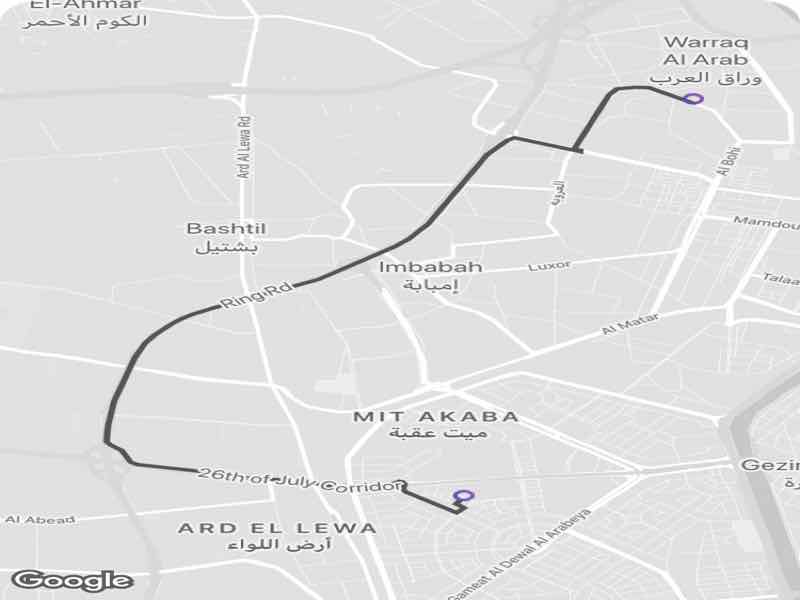 El-Ahmar
الكوم الأحمر
Warraq
Al Arab
وراق العرب
Ard Al Lewa Rd
Al Bohi
العروبة
Bashtil
بشتيل
Mamdou
Imbabah
إمبابة
Luxor
Talaa
Ring Rd
Al Matar
MIT AKABA
ميت عقبة
Gezir
رة
26th of July Corridor
Al Abead
ARD EL LEWA
أرض اللواء
Gameat Al Dewal Al Arabeya
Google